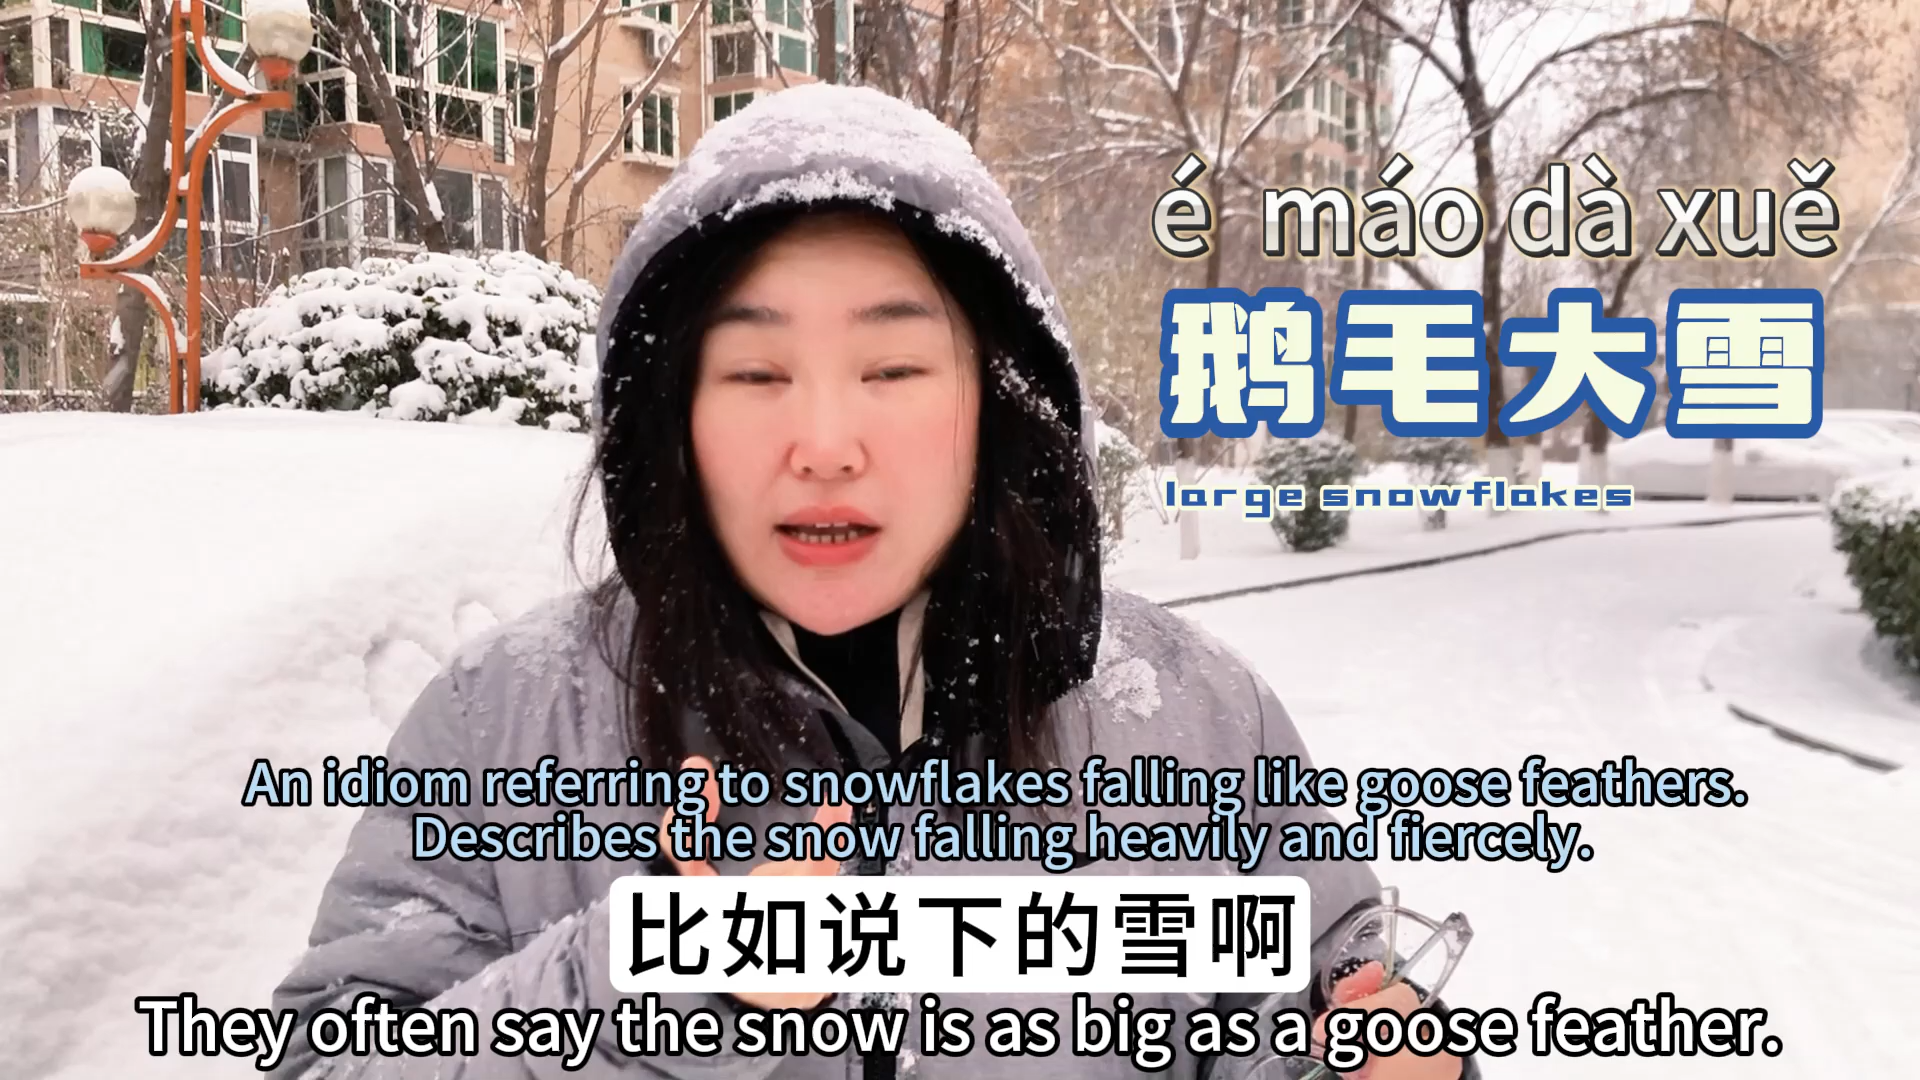 é máo dà xuě
鹅毛大雪
large snowflakes
An idiom referring to snowflakes falling like goose feathers.
Describes the snow falling heavily and fiercely.
比如说下的雪啊
They often say the snow is as big as a goose feather.